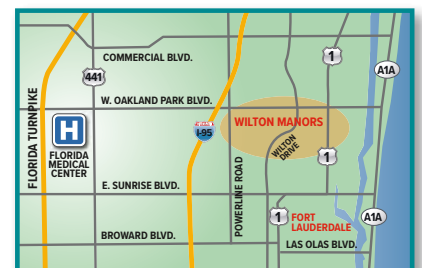 COMMERCIAL BLVD.
1
A1A
441
W. OAKLAND PARK BLVD.
FLORIDA TURNPIKE
H
I-95
WILTON MANORS
FLORIDA
MEDICAL
CENTER
WILTON
DRIVE
1
POWERLINE ROAD
E. SUNRISE BLVD.
1
FORT
LAUDERDALE
A1A
BROWARD BLVD.
LAS OLAS BLVD.